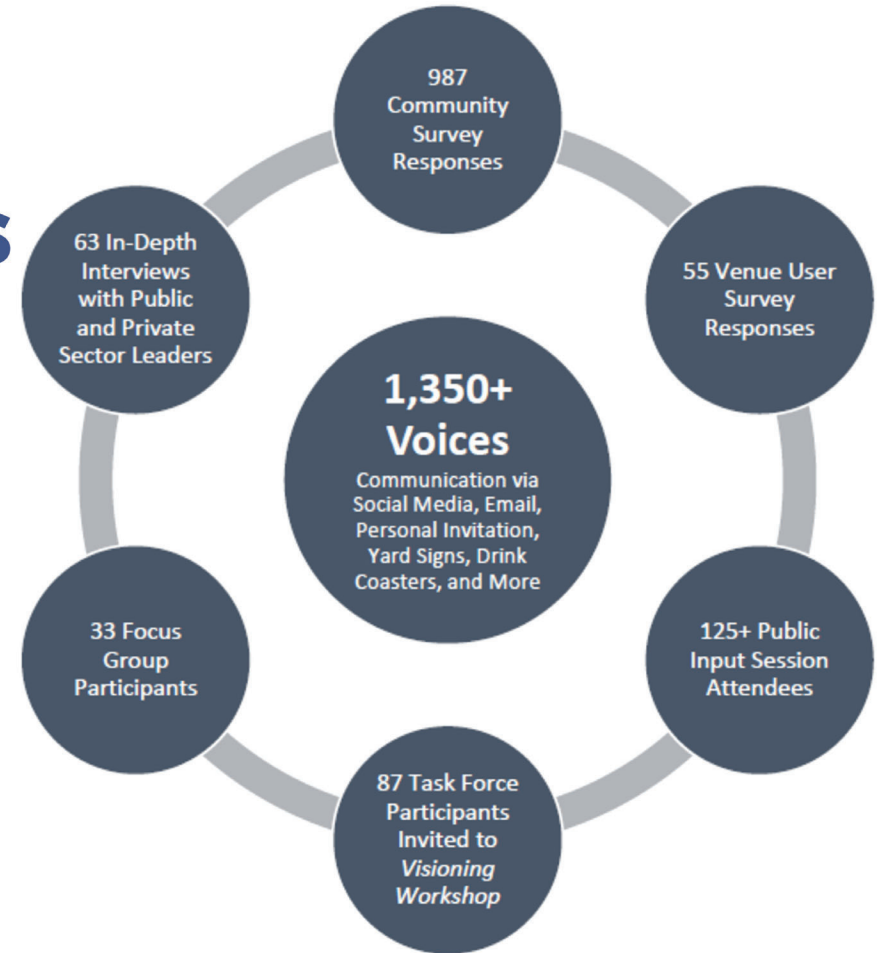 987
Community
Survey
Responses
55 Venue User
Survey
Responses
125+ Public
Input Session
Attendees
87 Task Force
Participants
Invited to
Visioning
Workshop
33 Focus
Group
Participants
63 In-Depth
Interviews
with Public
and Private
Sector Leaders
1,350+
Voices
Communication via
Social Media, Email,
Personal Invitation,
Yard Signs, Drink
Coasters, and More